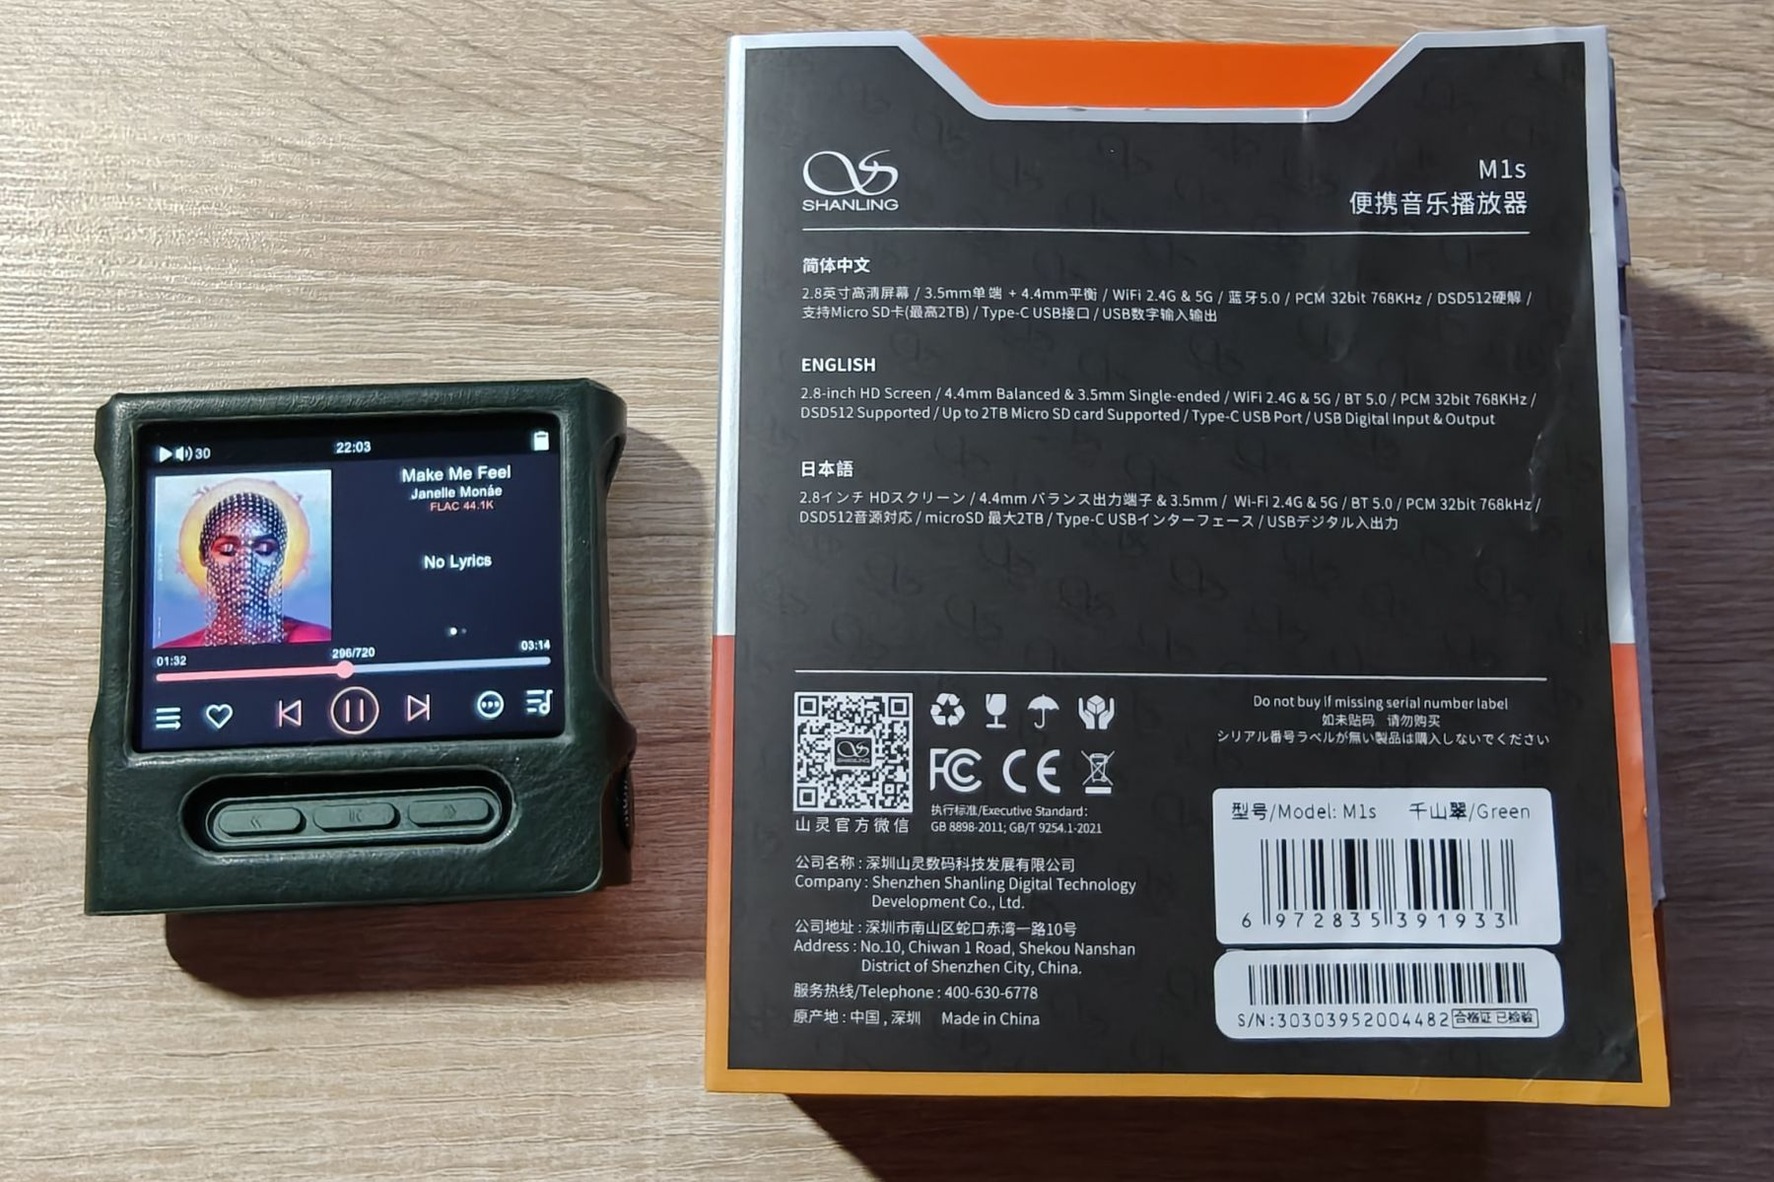 30
22:03
Make Me Feel
Janelle Monáe
FLAC 44.1K
No Lyrics
01:32
296/720
03:14
SHANLING
M1s
便携音乐播放器
简体中文
2.8英寸高清屏幕 / 3.5mm单端 + 4.4mm平衡 / WiFi 2.4G & 5G / 蓝牙5.0 / PCM 32bit 768KHz / DSD512硬解 /
支持Micro SD卡(最高2TB) / Type-C USB接口 / USB数字输入输出
ENGLISH
2.8-inch HD Screen / 4.4mm Balanced & 3.5mm Single-ended / WiFi 2.4G & 5G / BT 5.0 / PCM 32bit 768KHz /
DSD512 Supported / Up to 2TB Micro SD card Supported / Type-C USB Port / USB Digital Input & Output
日本語
2.8インチ HDスクリーン / 4.4mm バランス出力端子 & 3.5mm / Wi-Fi 2.4G & 5G / BT 5.0 / PCM 32bit 768kHz /
DSD512音源対応 / microSD 最大2TB / Type-C USBインターフェース / USBデジタル入出力
SHANLING
山灵官方微信
FC CE
执行标准/Executive Standard:
GB 8898-2011; GB/T 9254.1-2021
Do not buy if missing serial number label
如未贴码 请勿购买
シリアル番号ラベルが無い製品は購入しないでください
公司名称 : 深圳山灵数码科技发展有限公司
Company : Shenzhen Shanling Digital Technology
Development Co., Ltd.
公司地址 : 深圳市南山区蛇口赤湾一路10号
Address : No.10, Chiwan 1 Road, Shekou Nanshan
District of Shenzhen City, China.
服务热线/Telephone : 400-630-6778
原产地 : 中国 , 深圳 Made in China
型号/Model: M1s 千山翠/Green
6 972835 391933
S/N:30303952004482 合格证 已检验